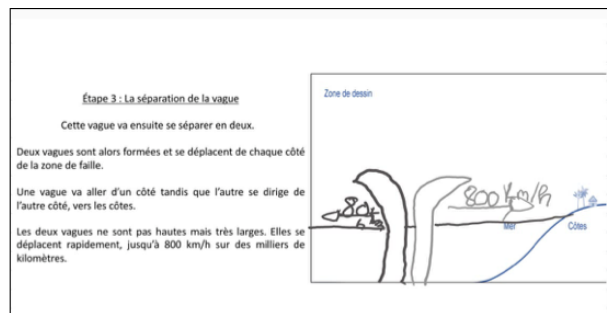 Étape 3 : La séparation de la vague
Cette vague va ensuite se séparer en deux.
Deux vagues sont alors formées et se déplacent de chaque côté
de la zone de faille.
Une vague va aller d'un côté tandis que l'autre se dirige de
l'autre côté, vers les côtes.
Les deux vagues ne sont pas hautes mais très larges. Elles se
déplacent rapidement, jusqu'à 800 km/h sur des milliers de
kilomètres.
Zone de dessin
800 km/h
Mer
Côtes